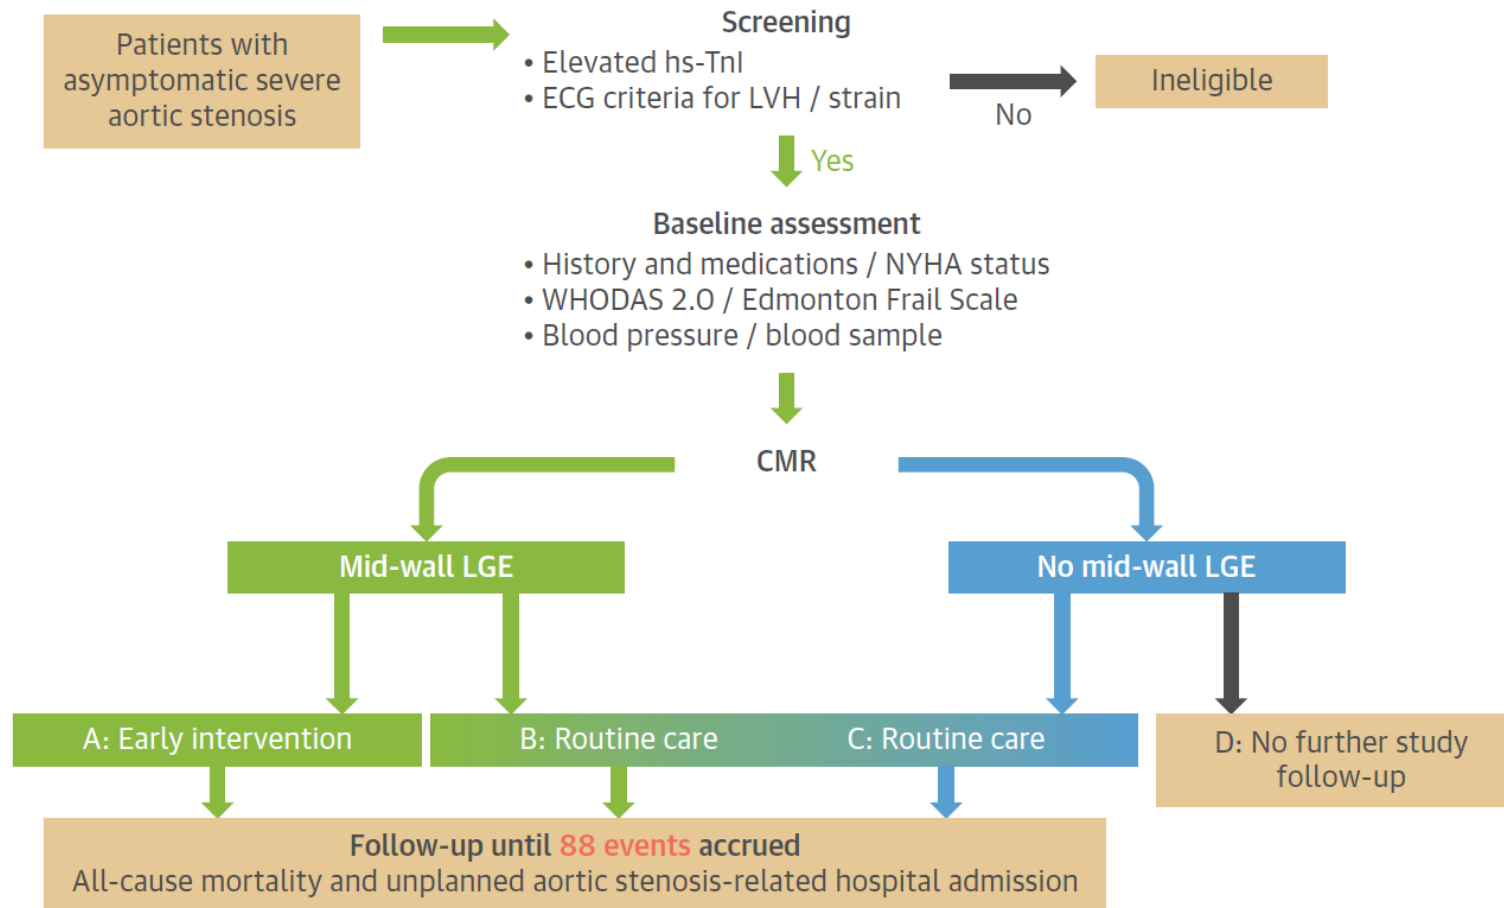 Patients with
asymptomatic severe
aortic stenosis
Screening
• Elevated hs-TnI
• ECG criteria for LVH / strain
No
Ineligible
Yes
Baseline assessment
• History and medications / NYHA status
• WHODAS 2.0 / Edmonton Frail Scale
• Blood pressure / blood sample
CMR
Mid-wall LGE
No mid-wall LGE
A: Early intervention
B: Routine care
C: Routine care
D: No further study
follow-up
Follow-up until 88 events accrued
All-cause mortality and unplanned aortic stenosis-related hospital admission